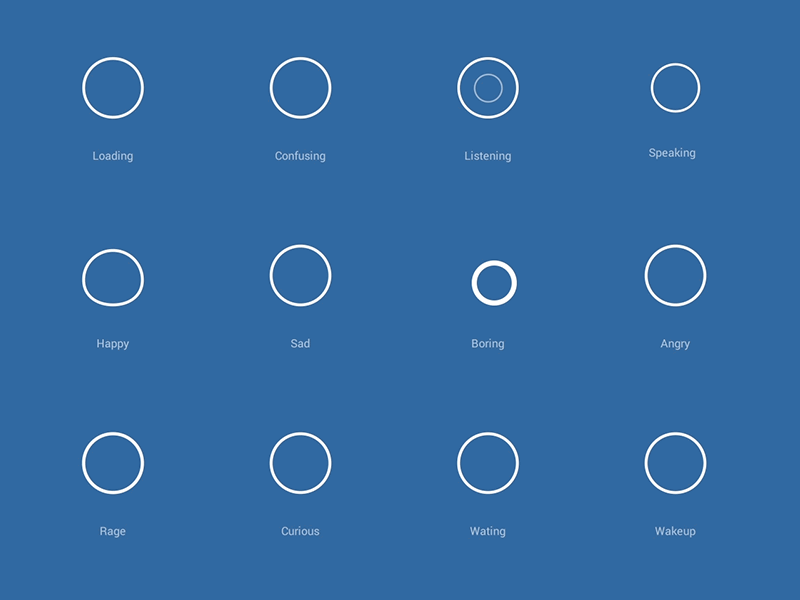 Loading
Confusing
Listening
Speaking
Happy
Sad
Boring
Angry
Rage
Curious
Wating
Wakeup